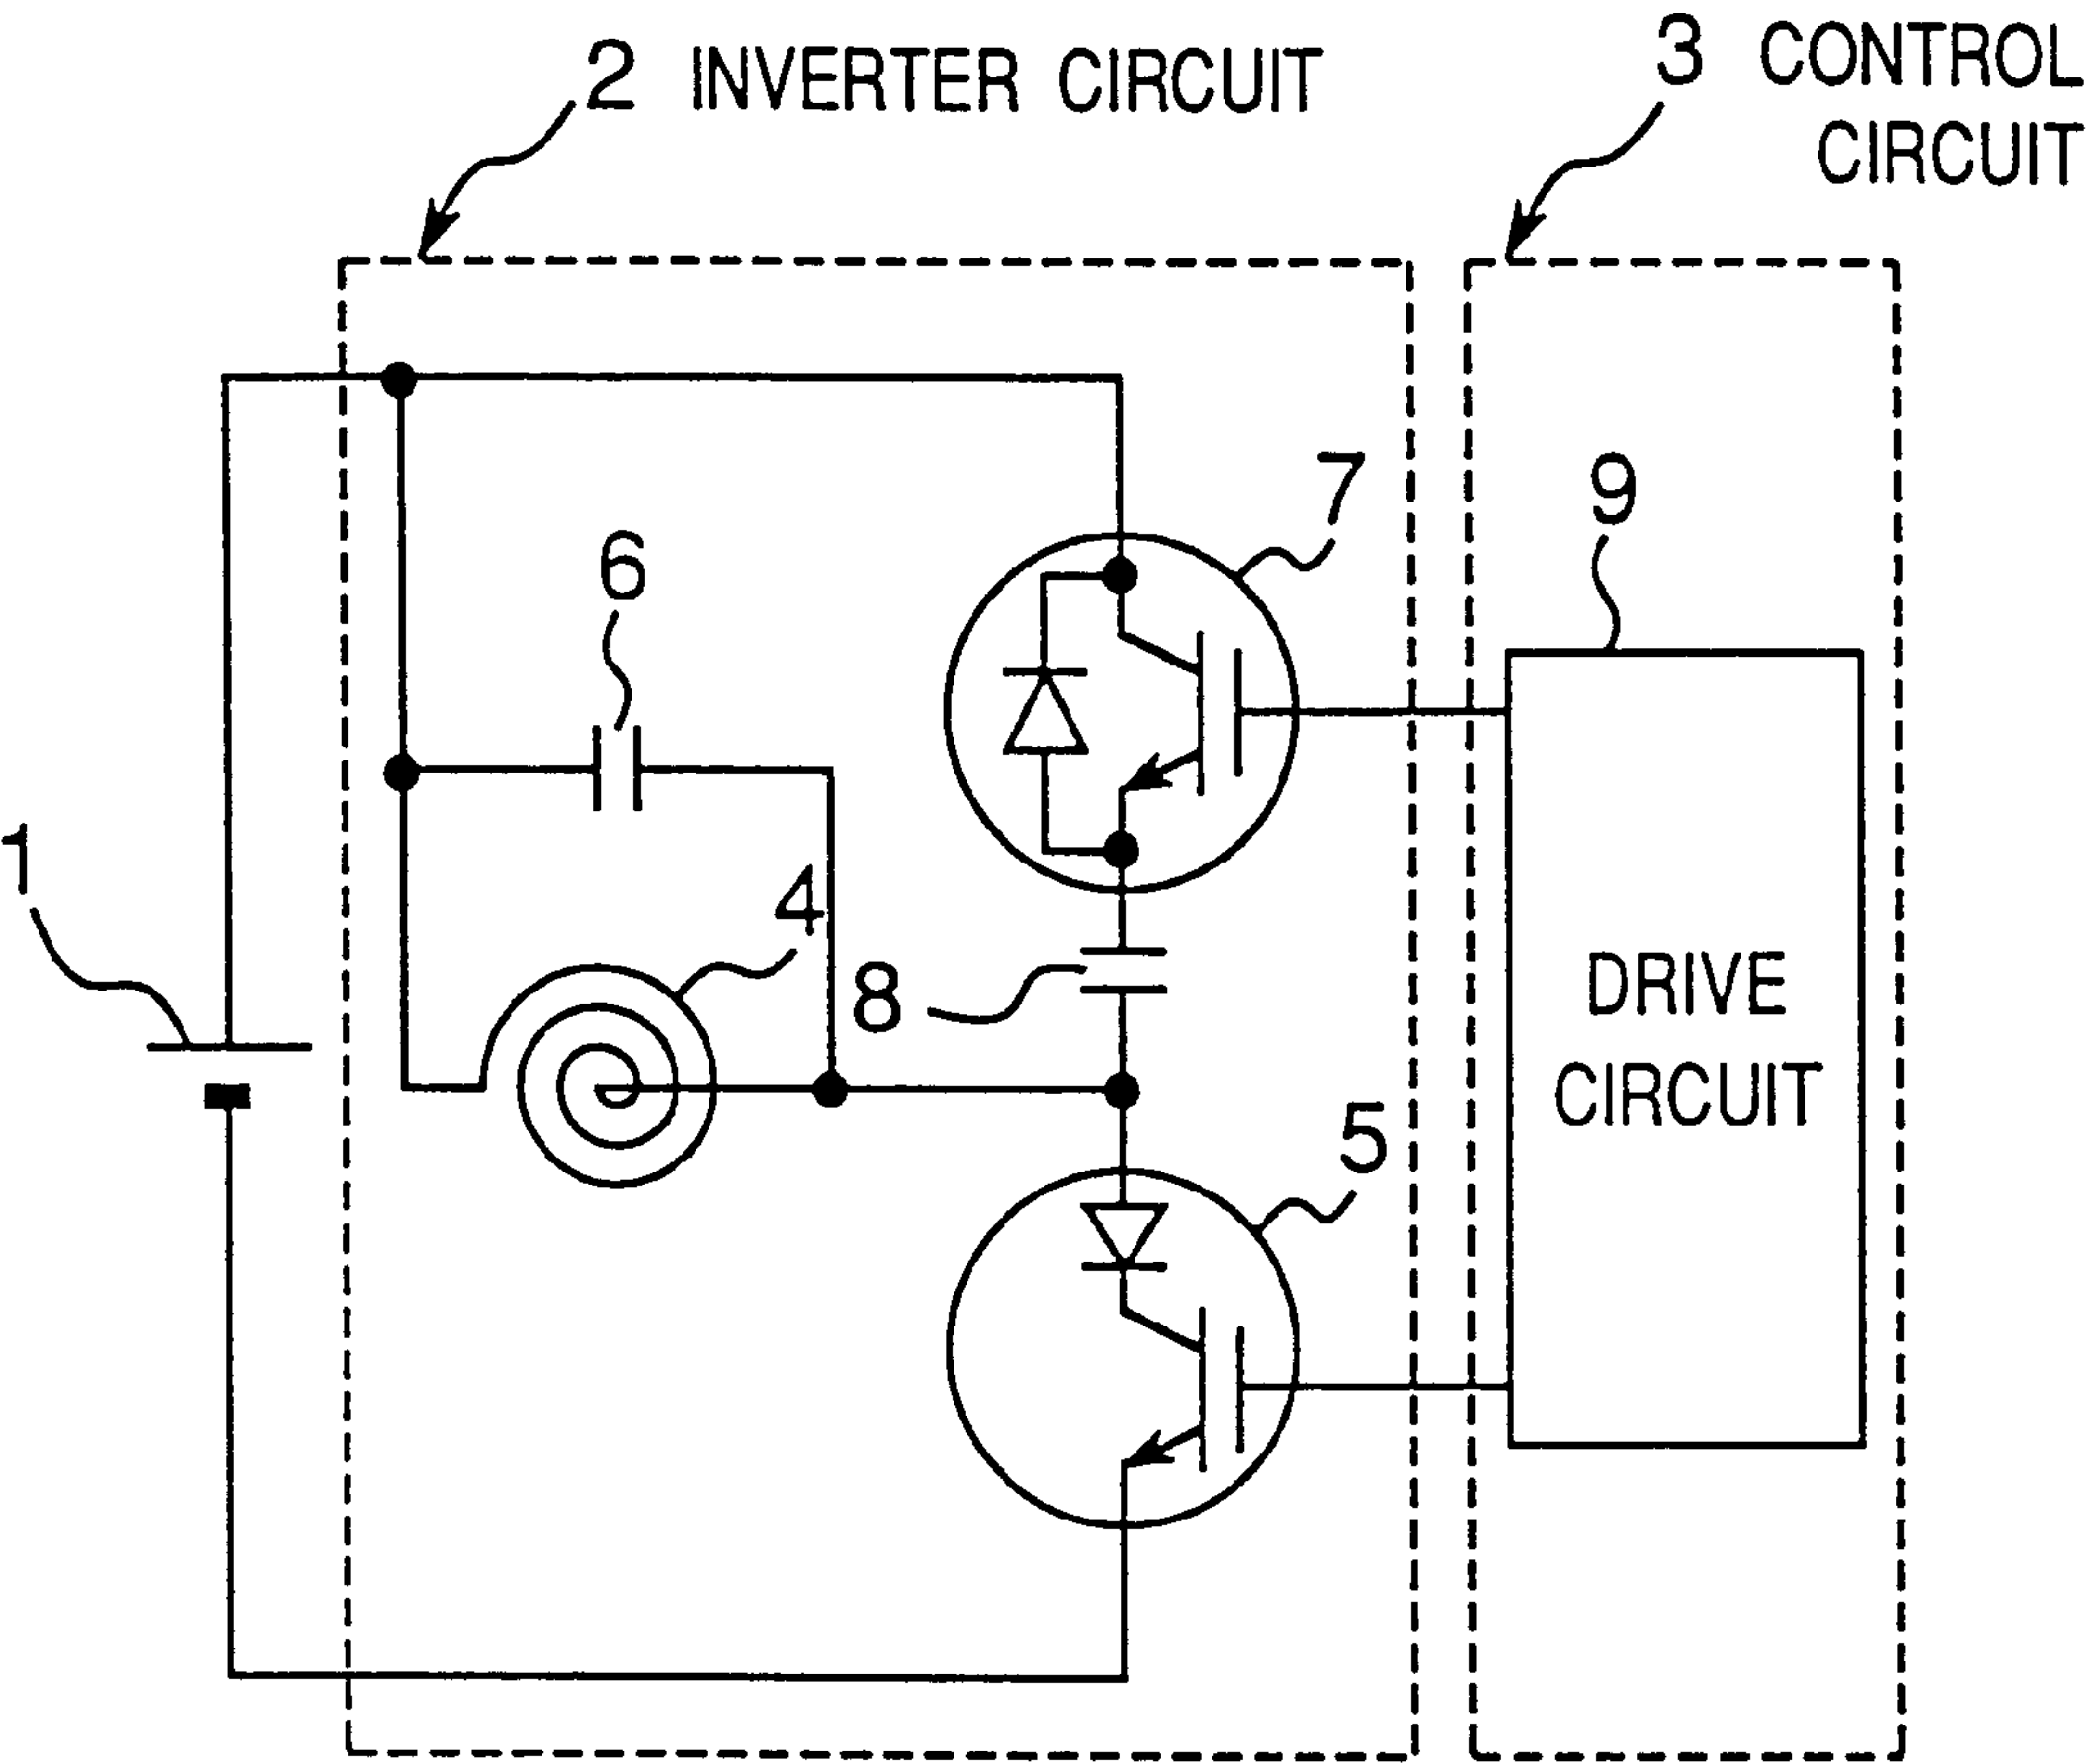 2 INVERTER CIRCUIT
3 CONTROL
CIRCUIT
7
9
6
1
4
8
DRIVE
CIRCUIT
5